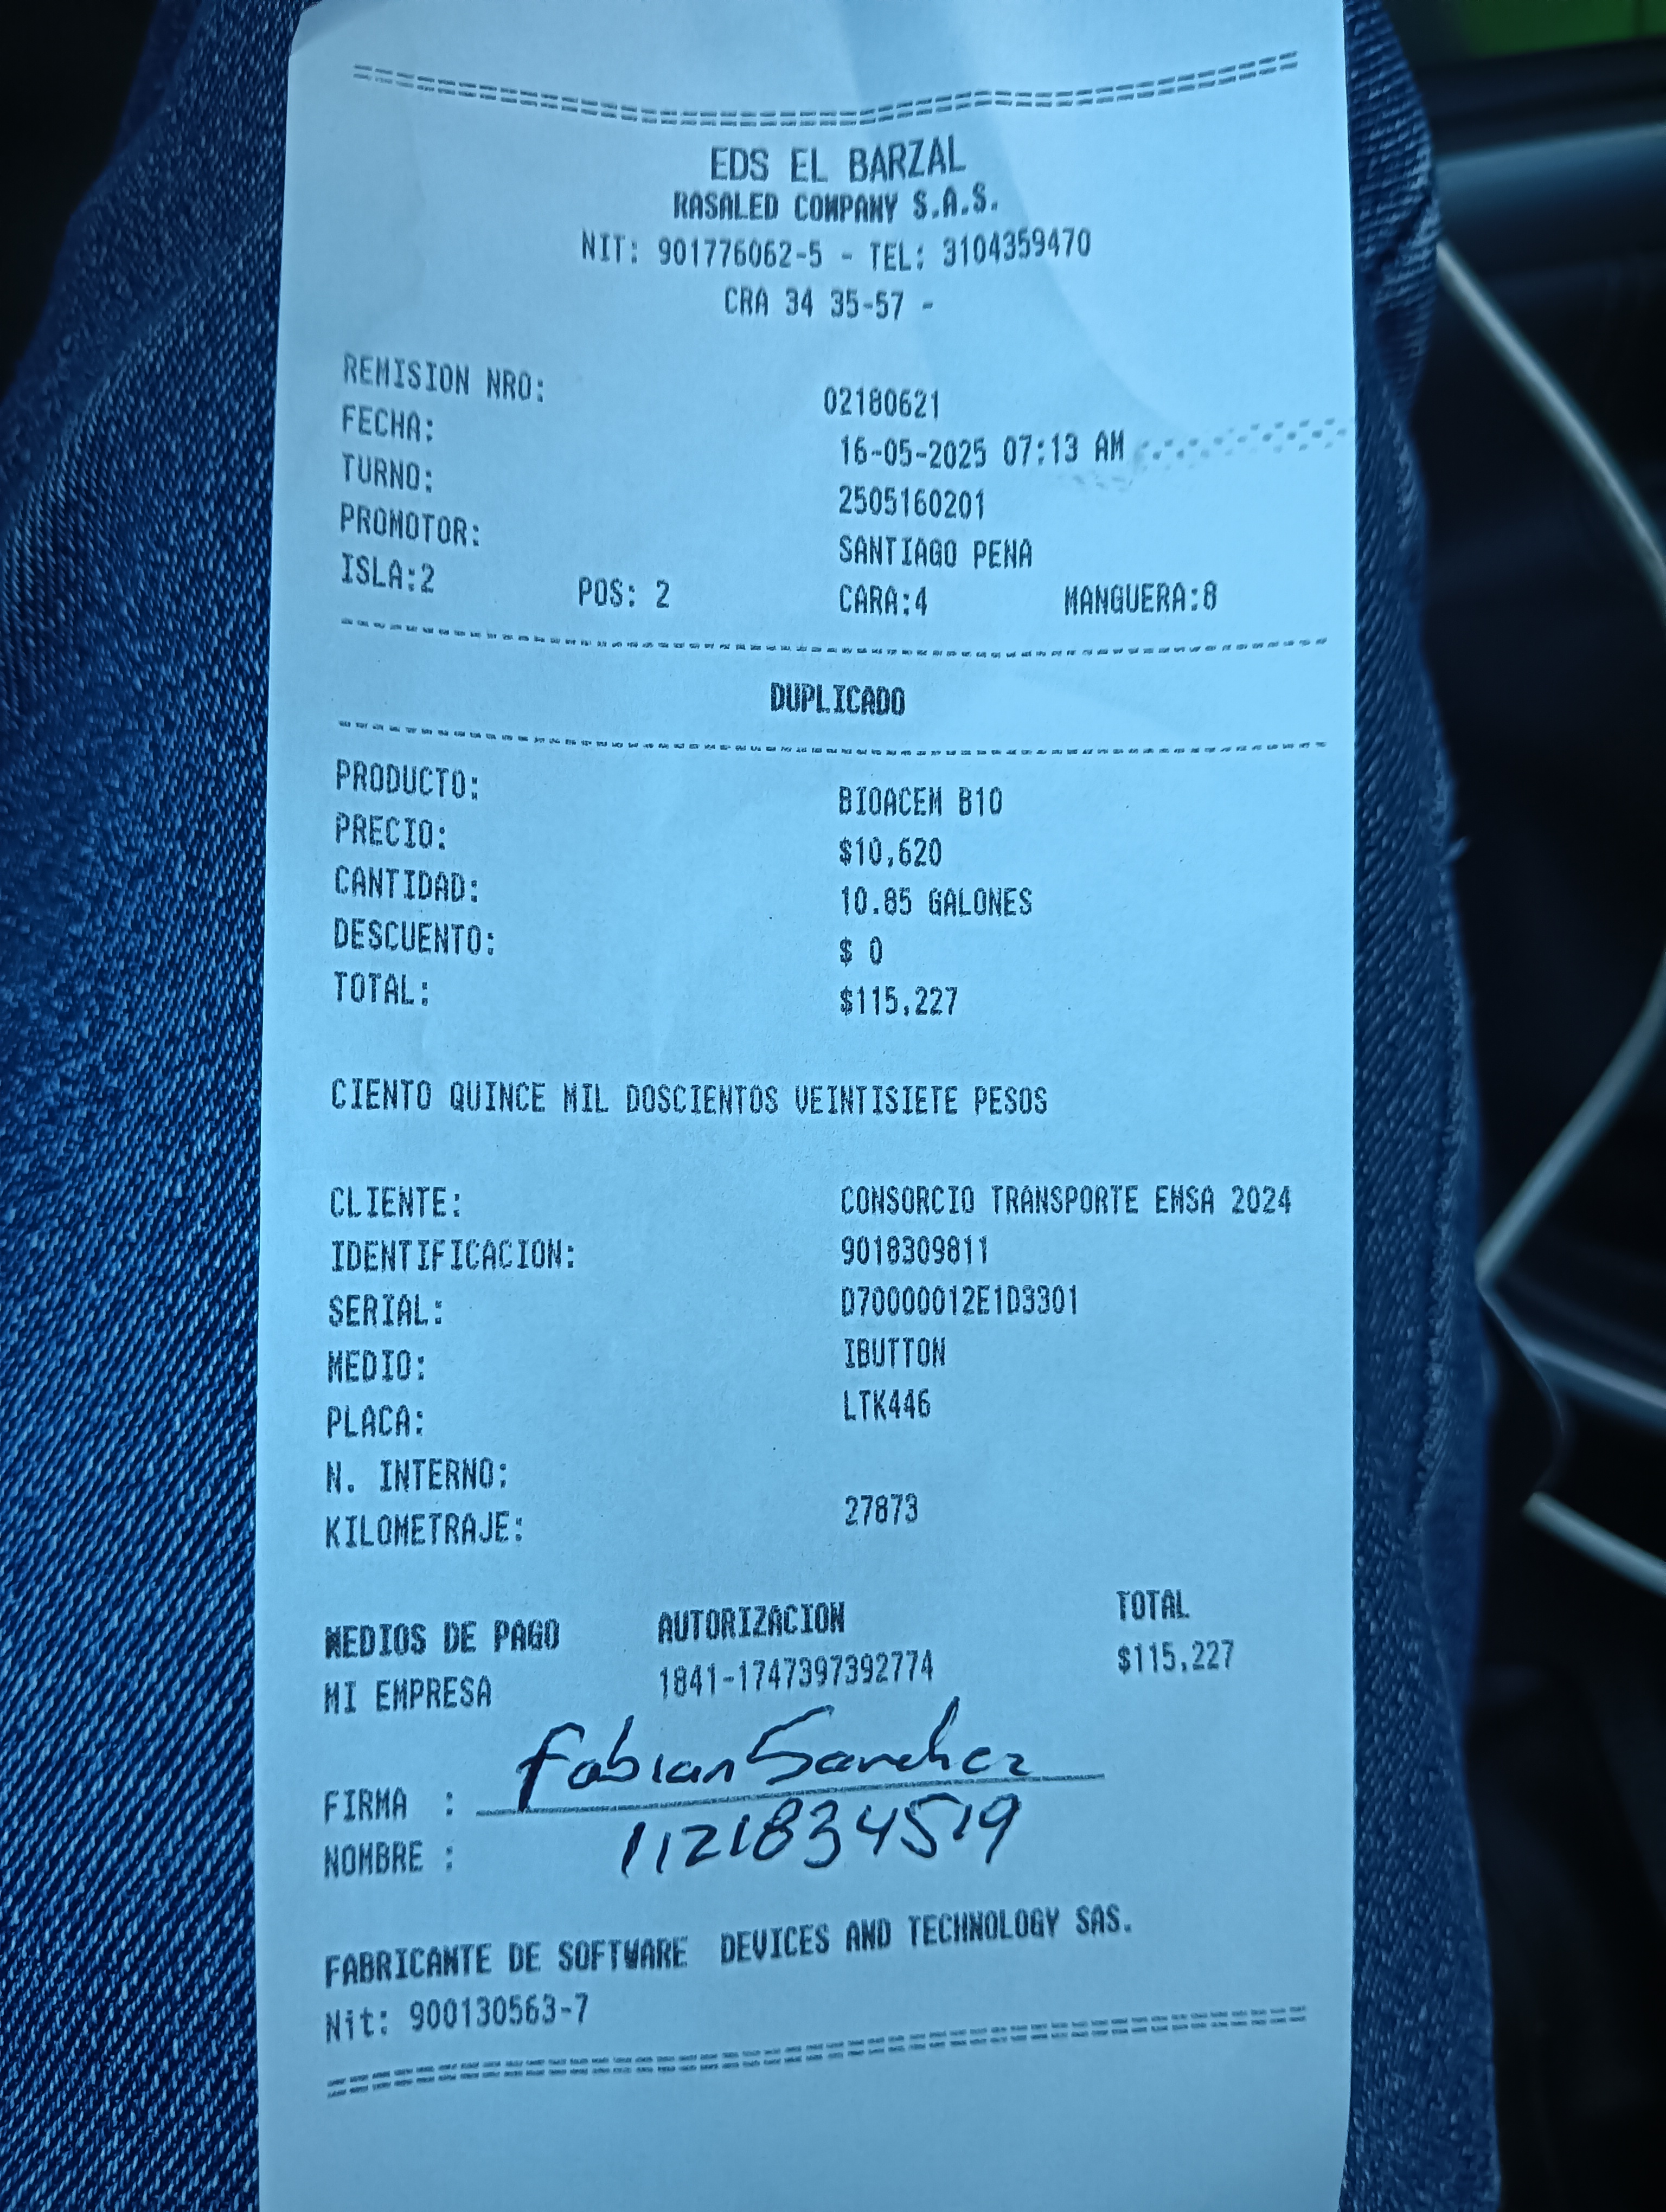 EDS EL BARZAL
RASALED COMPANY S.A.S.
NIT: 901776062-5 - TEL: 3104359470
CRA 34 35-57 -
REMISION NRO: 02180621
FECHA: 16-05-2025 07:13 AM
TURNO: 2505160201
PROMOTOR: SANTIAGO PENA
ISLA:2 POS: 2 CARA:4 MANGUERA:8
DUPLICADO
PRODUCTO: BIOACEM B10
PRECIO: $10,620
CANTIDAD: 10.85 GALONES
DESCUENTO: $ 0
TOTAL: $115,227
CIENTO QUINCE MIL DOSCIENTOS VEINTISIETE PESOS
CLIENTE: CONSORCIO TRANSPORTE EMSA 2024
IDENTIFICACION: 9018309811
SERIAL: D70000012E1D3301
MEDIO: IBUTTON
PLACA: LTK446
N. INTERNO:
KILOMETRAJE: 27873
MEDIOS DE PAGO AUTORIZACION TOTAL
MI EMPRESA 1841-1747397392774 $115,227
FIRMA : Fabian Sanchez
NOMBRE : 1121834519
FABRICANTE DE SOFTWARE DEVICES AND TECHNOLOGY SAS.
Nit: 900130563-7